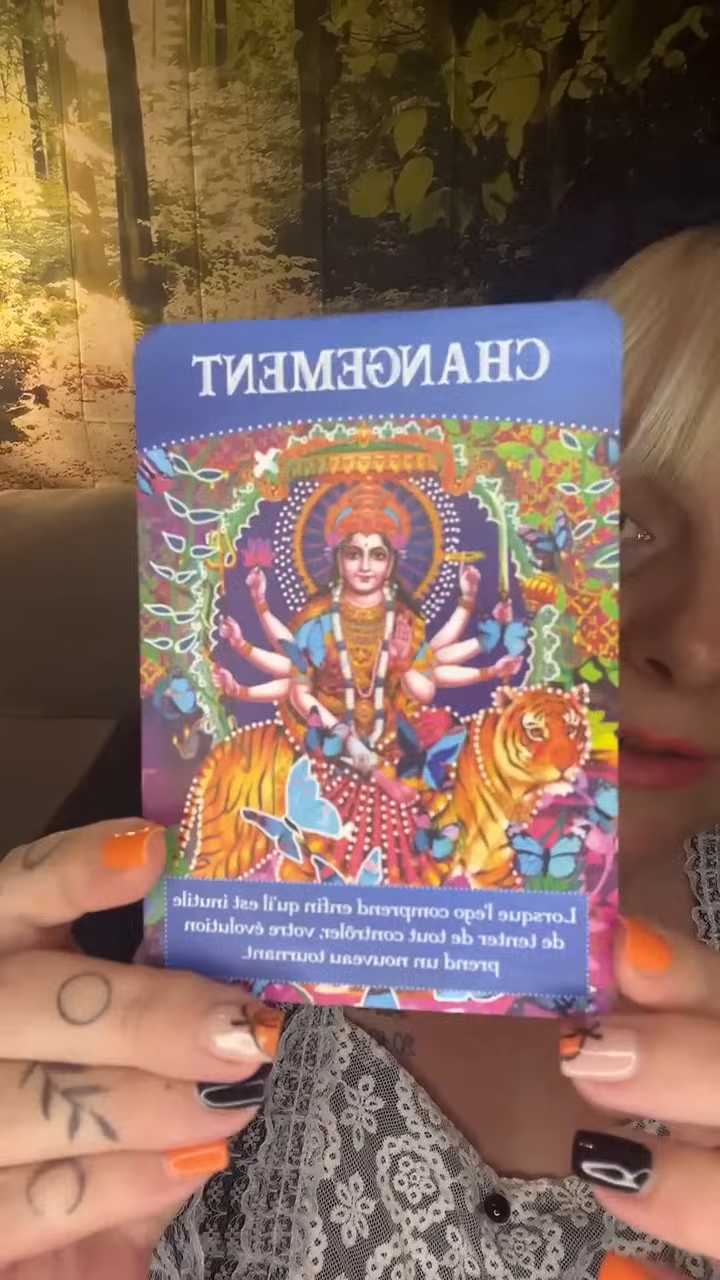 CHANGEMENT
Lorsque l'ego comprend enfin qu'il est inutile
de tenter de tout contrôler, votre évolution
prend un nouveau tournant.